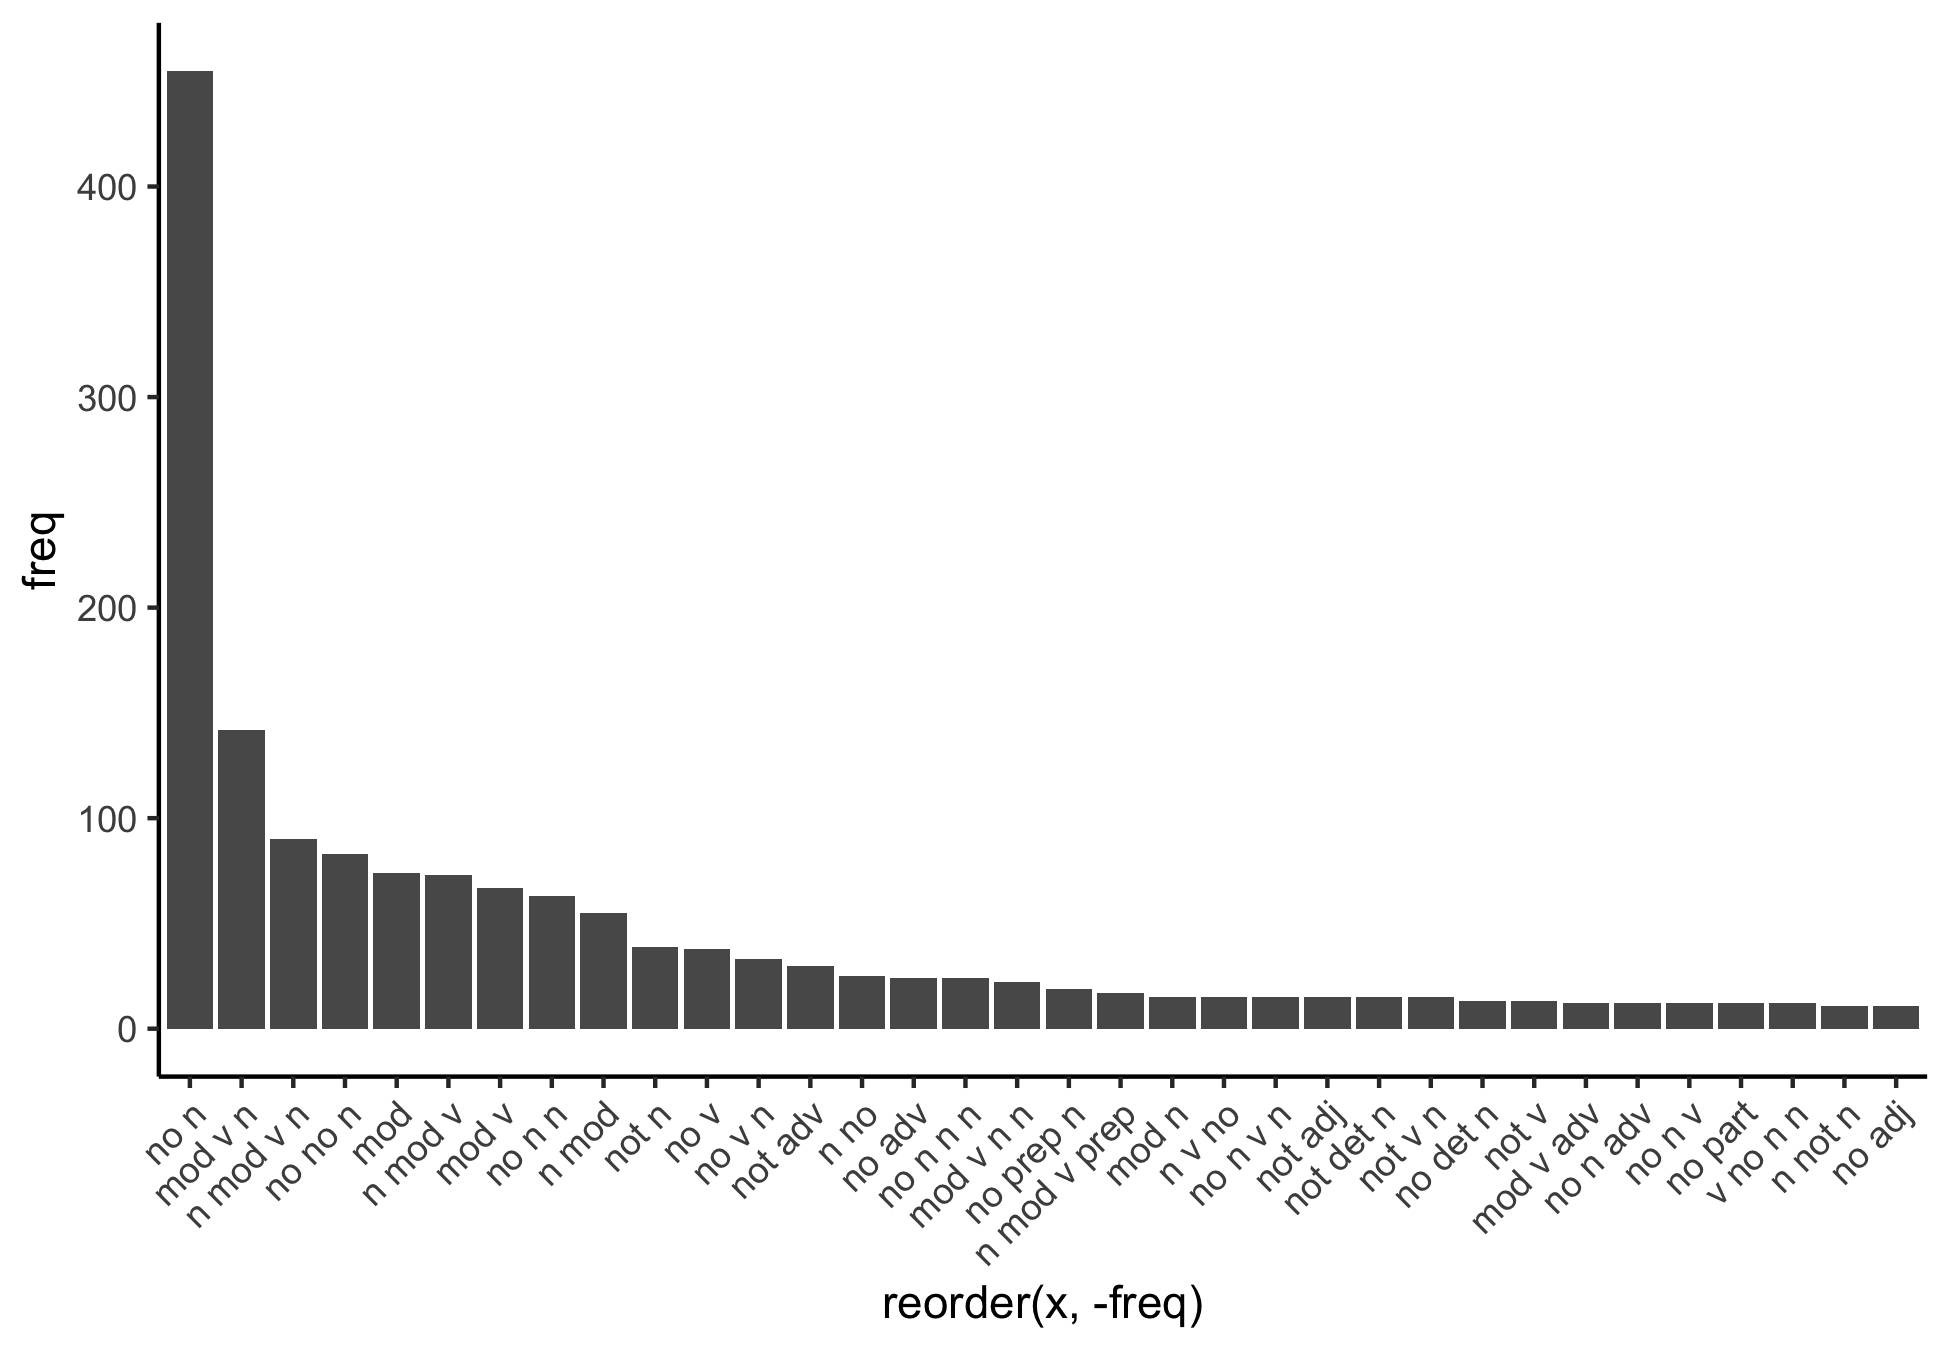 400
300
200
100
0
freq
no n
mod v n
n mod v n
no no n
mod
n mod v
mod v
no n n
n mod
not n
no v
no v n
not adv
n no
no adv
no n n n
mod v n n
no prep n
n mod v prep
mod n
n v no
no n v n
not adj
not det n
not v n
no det n
not v
mod v adv
no n adv
no n v
no part
v no n n
n not n
no adj
reorder(x, -freq)